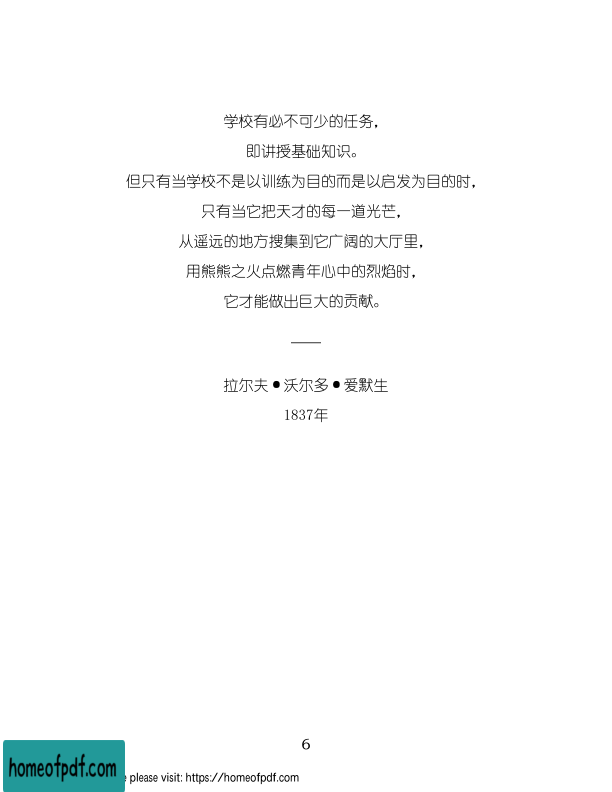 学校有必不可少的任务，
即讲授基础知识。
但只有当学校不是以训练为目的而是以启发为目的时，
只有当它把天才的每一道光芒，
从遥远的地方搜集到它广阔的大厅里，
用熊熊之火点燃青年心中的烈焰时，
它才能做出巨大的贡献。
——
拉尔夫●沃尔多●爱默生
1837年
6
homeofpdf.com
please visit: https://homeofpdf.com